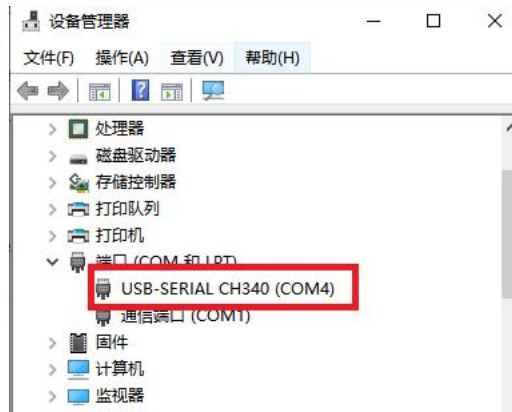 设备管理器
文件(F) 操作(A) 查看(V) 帮助(H)
处理器
磁盘驱动器
存储控制器
打印队列
打印机
端口 (COM 和 LPT)
USB-SERIAL CH340 (COM4)
通信端口 (COM1)
固件
计算机
监视器